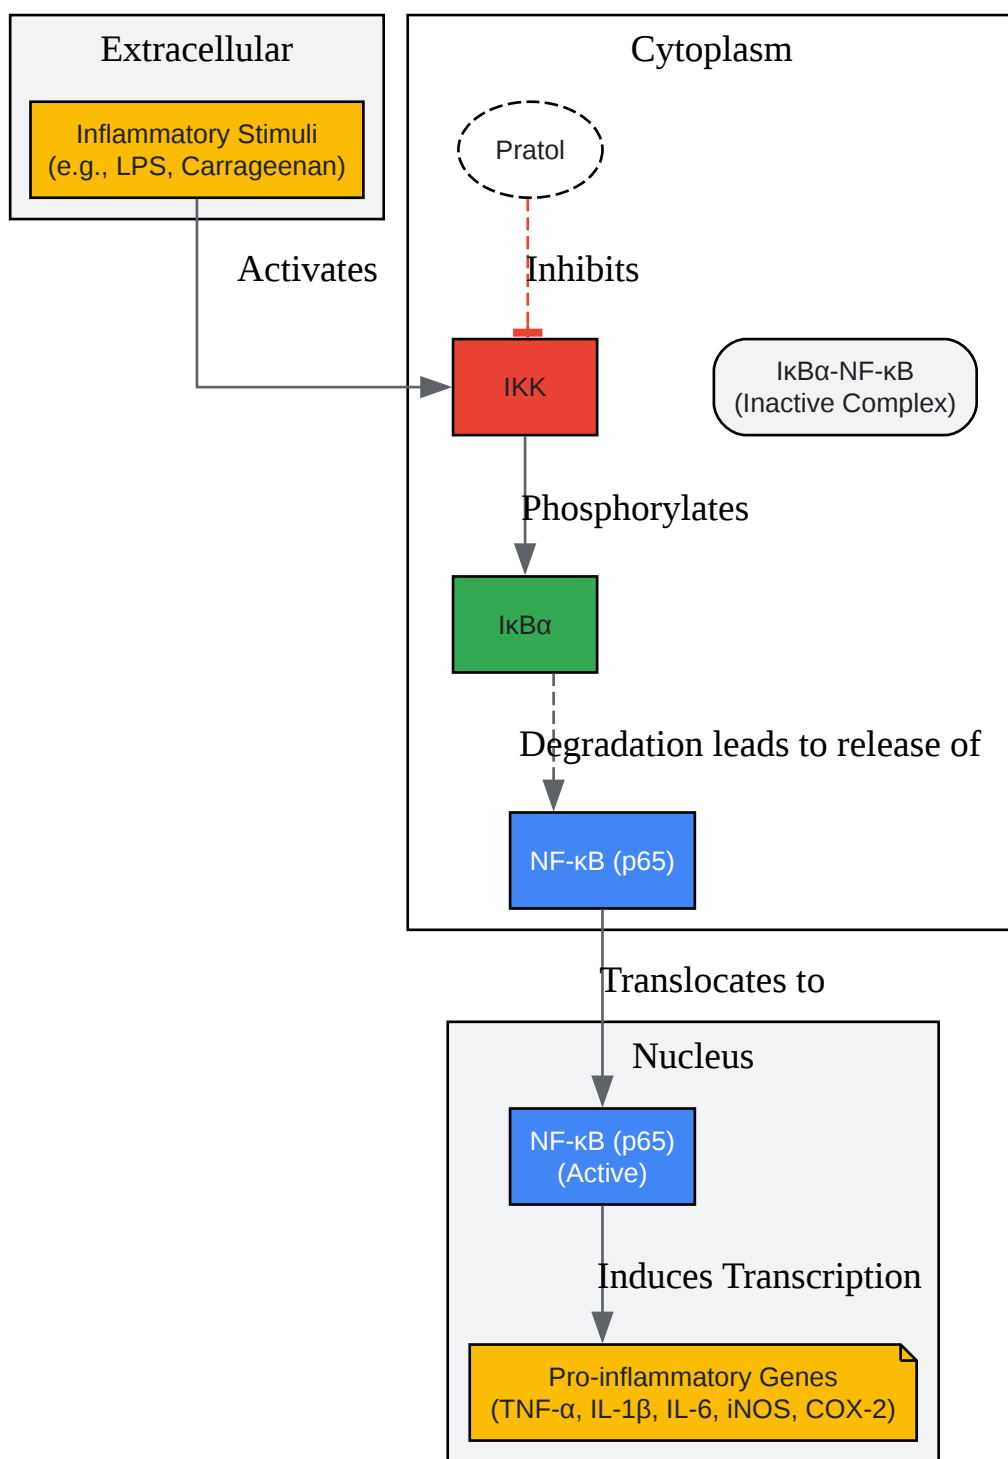 Extracellular
Inflammatory Stimuli
(e.g., LPS, Carrageenan)
Activates
Cytoplasm
Pratol
Inhibits
IKK
IκBα-NF-κB
(Inactive Complex)
Phosphorylates
IκBα
Degradation leads to release of
NF-κB (p65)
Translocates to
Nucleus
NF-κB (p65)
(Active)
Induces Transcription
Pro-inflammatory Genes
(TNF-α, IL-1β, IL-6, iNOS, COX-2)